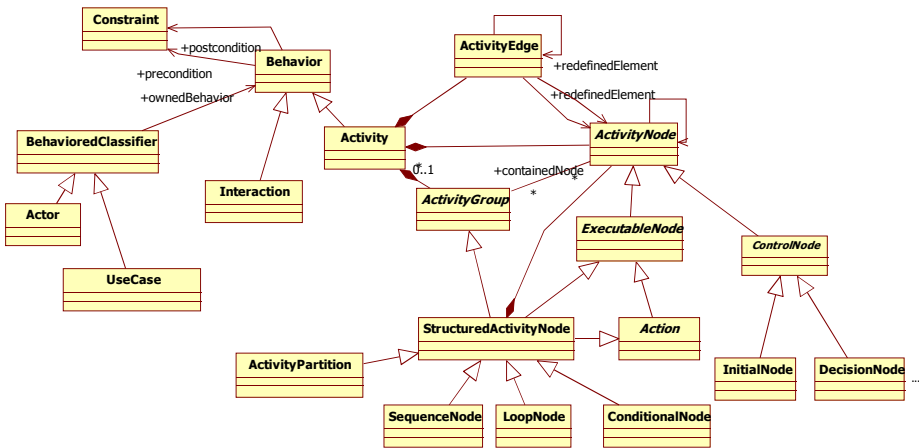 Constraint
ActivityEdge
+postcondition
Behavior
+redefinedElement
+precondition
+ownedBehavior
+redefinedElement
BehavioredClassifier
Activity
ActivityNode
*
0..1
+containedNode
*
*
Interaction
ActivityGroup
Actor
ExecutableNode
ControlNode
UseCase
StructuredActivityNode
Action
ActivityPartition
InitialNode
DecisionNode
...
SequenceNode
LoopNode
ConditionalNode